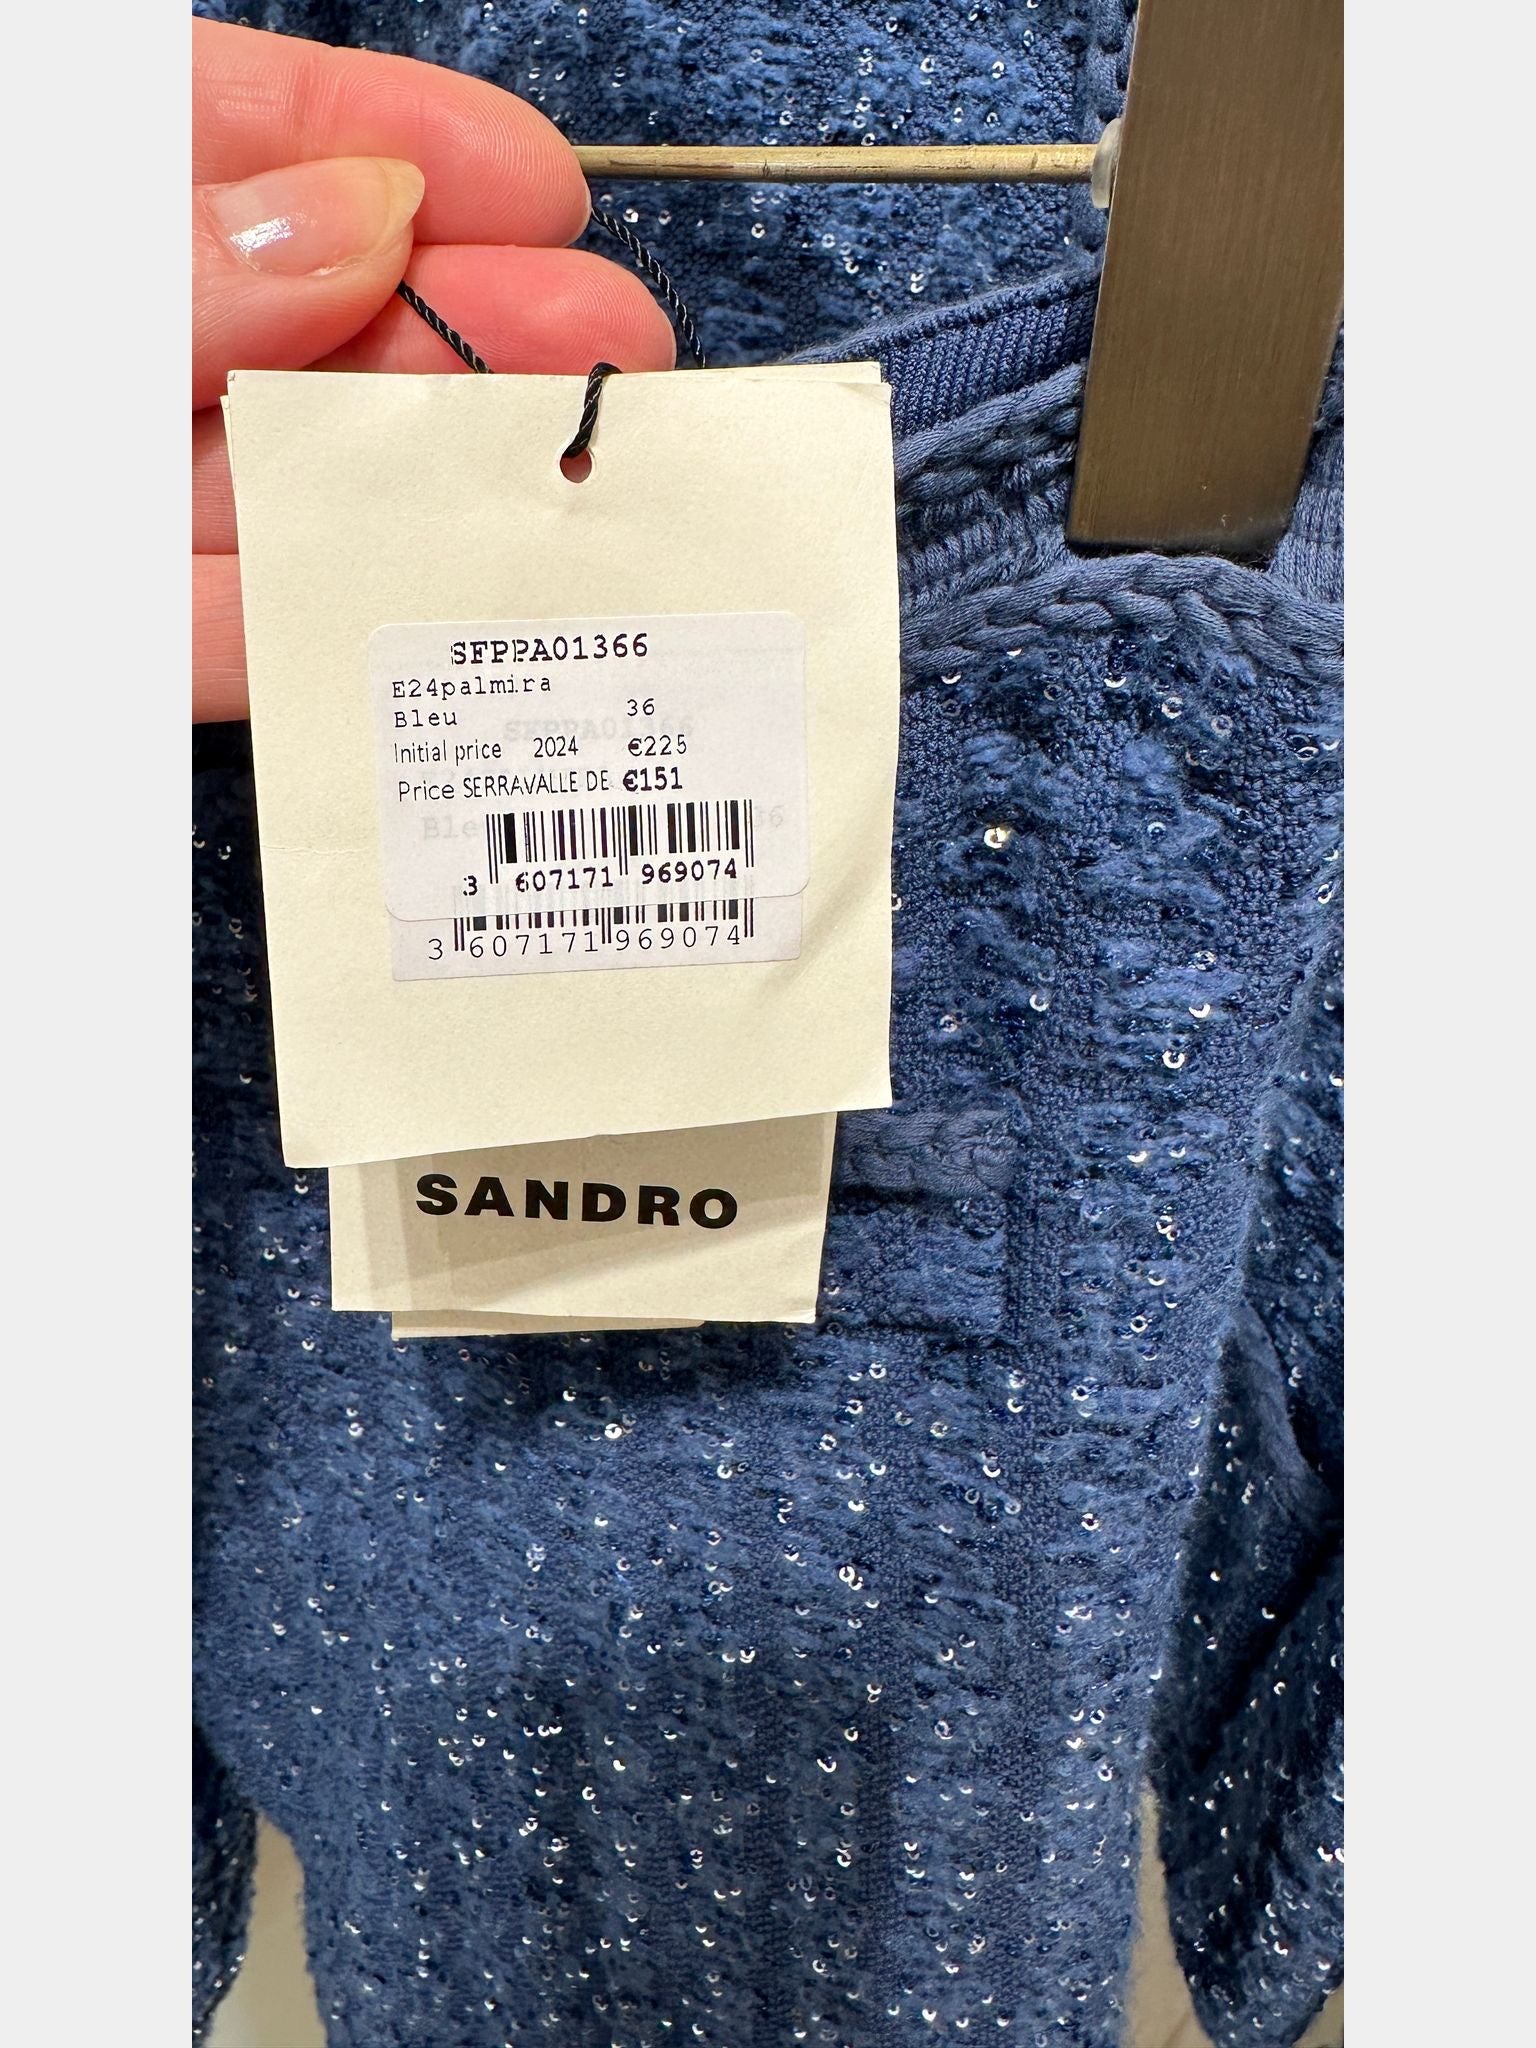 SFPPA01366
E24palmira
Bleu 36
Initial price 2024 €225
Price SERRAVALLE DE €151
3 607171 969074
3 607171 969074
SANDRO